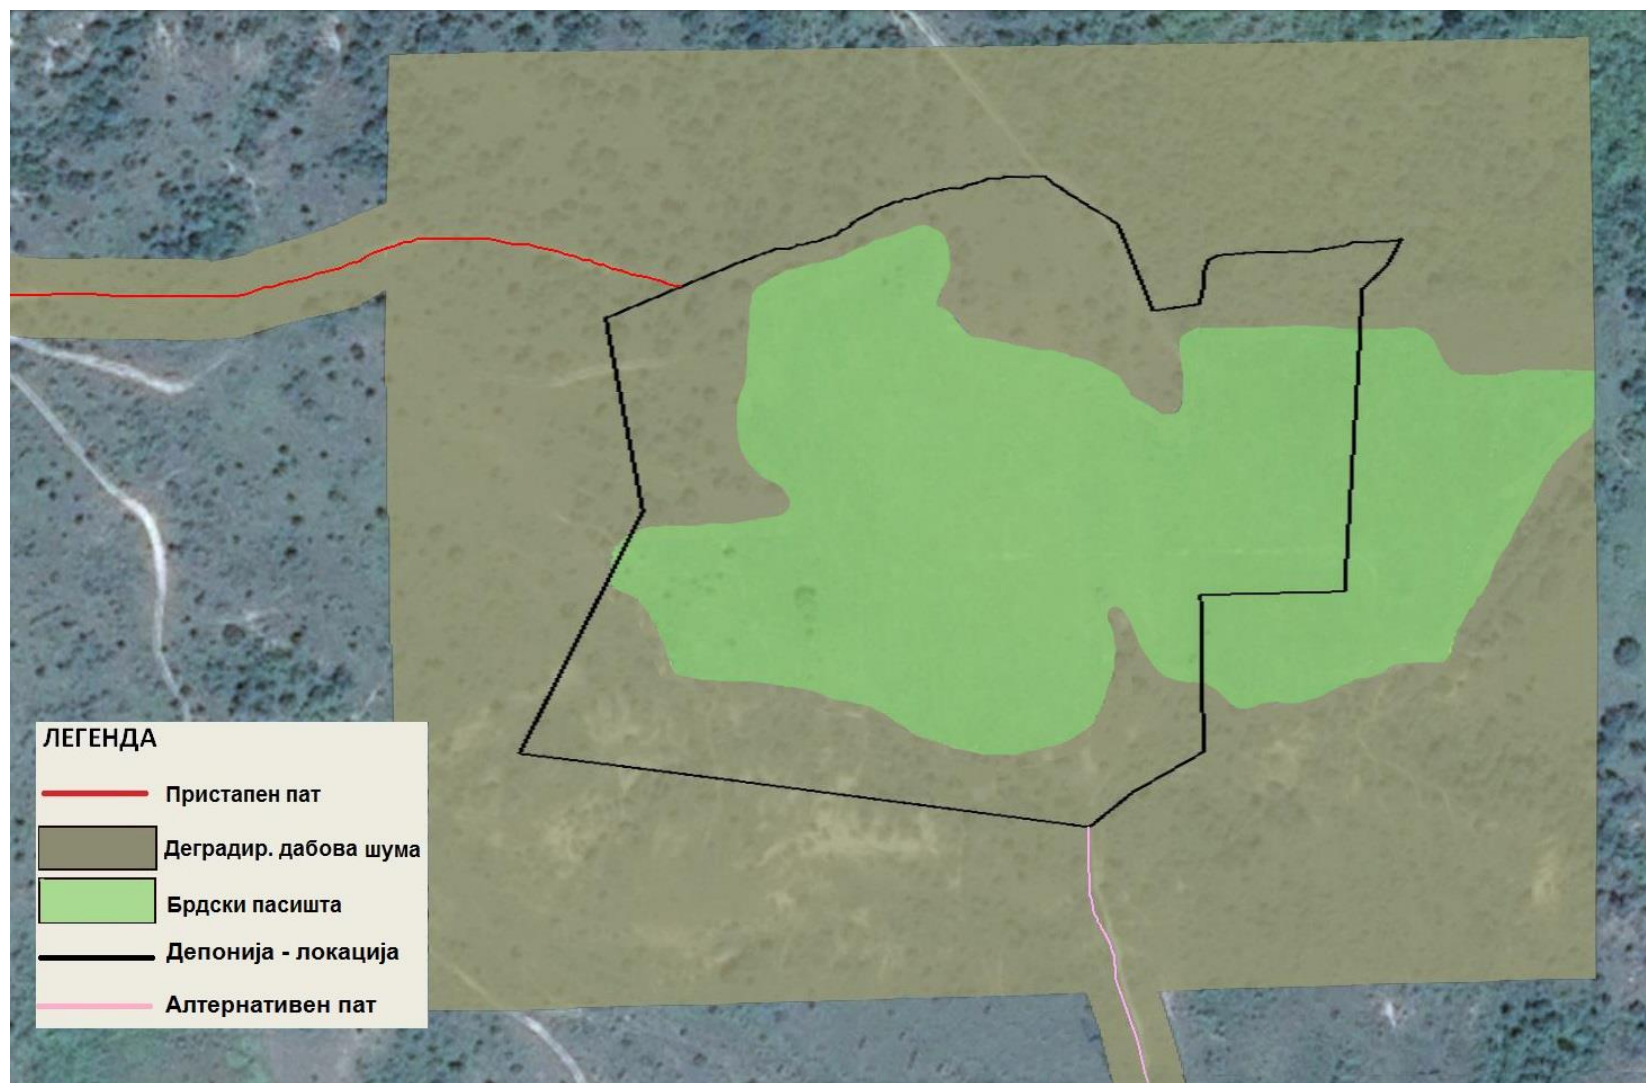 ЛЕГЕНДА
Пристапен пат
Деградир. дабова шума
Брдски пасишта
Депонија - локација
Алтернативен пат